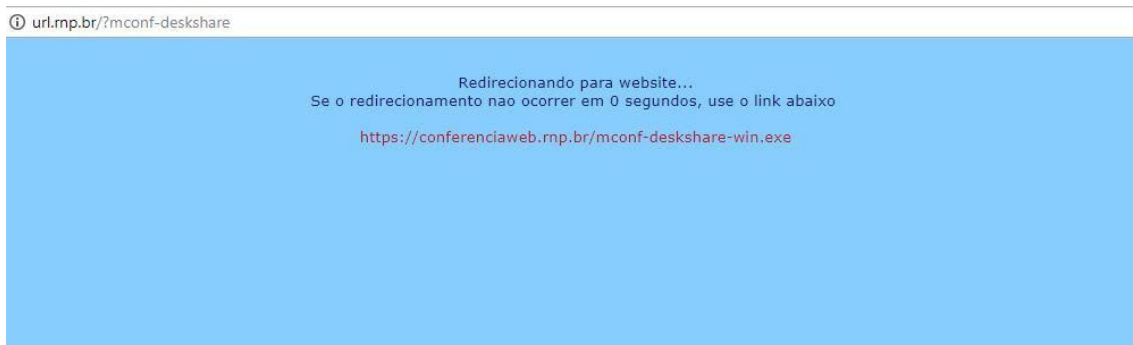 url.rnp.br/?mconf-deskshare
Redirecionando para website...
Se o redirecionamento nao ocorrer em 0 segundos, use o link abaixo
https://conferenciaweb.rnp.br/mconf-deskshare-win.exe